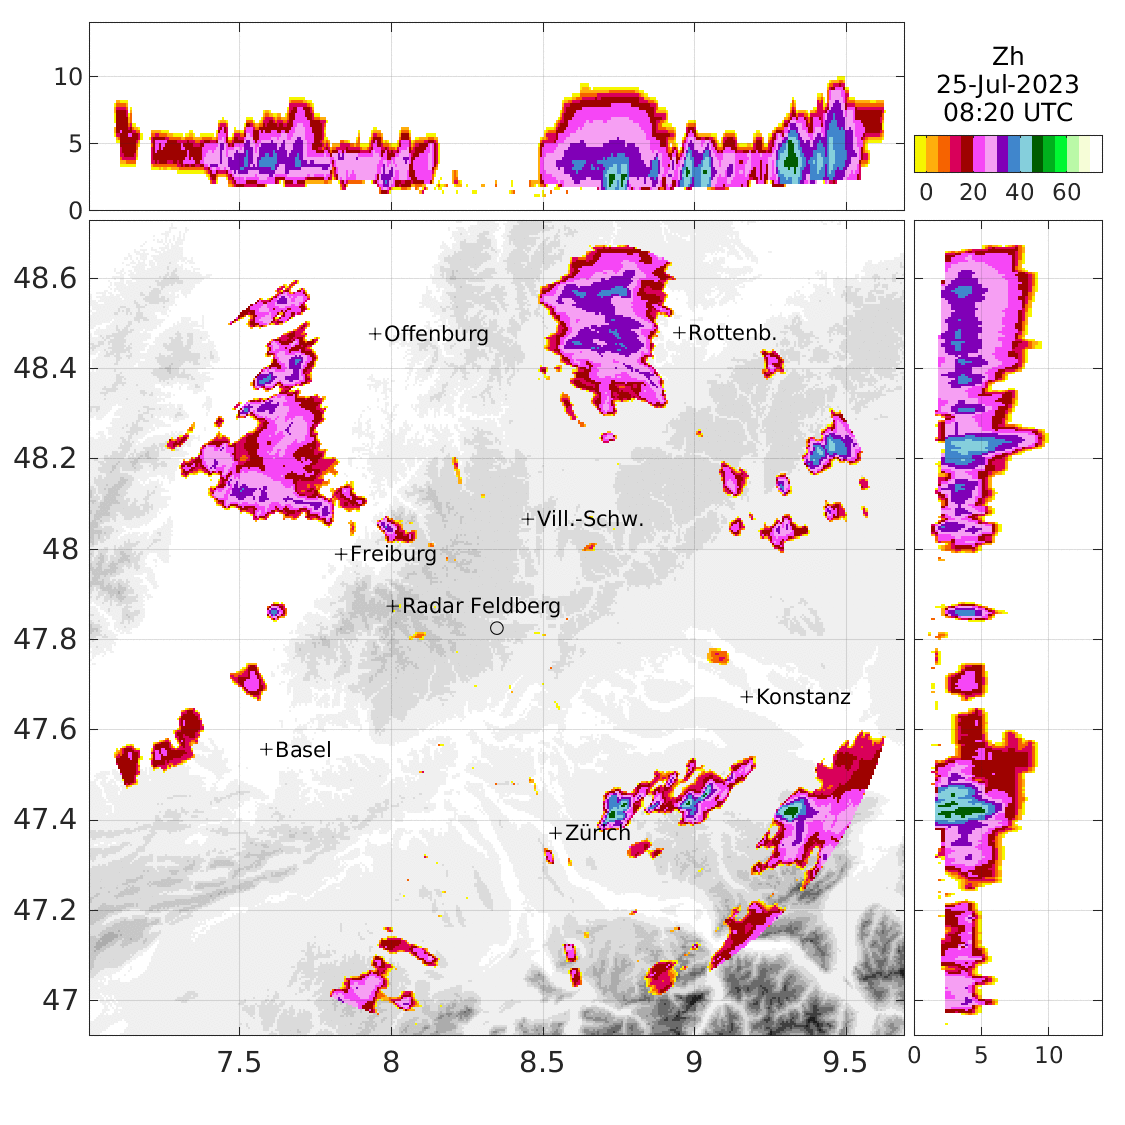 Zh
25-Jul-2023
08:20 UTC
0 20 40 60
10
5
0
48.6
48.4
48.2
48
47.8
47.6
47.4
47.2
47
+Offenburg
+Rottenb.
+Vill.-Schw.
+Freiburg
+Radar Feldberg
+Konstanz
+Basel
+Zürich
7.5 8 8.5 9 9.5
0 5 10